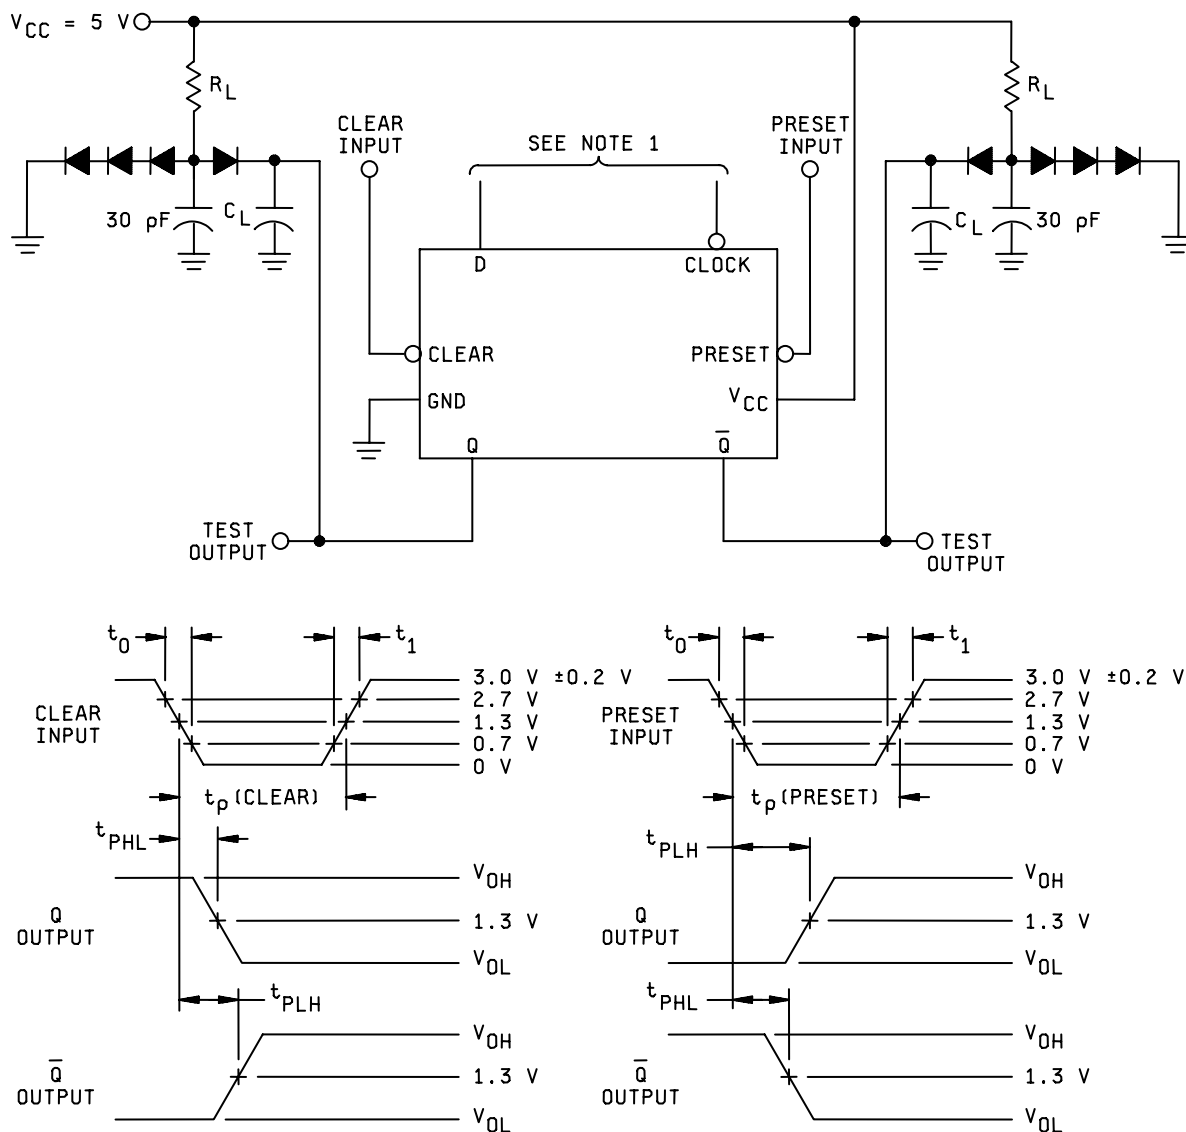 VCC = 5 V
RL
RL
CLEAR
INPUT
SEE NOTE 1
PRESET
INPUT
30 pF
CL
CL
30 pF
D
CLOCK
CLEAR
PRESET
GND
VCC
Q
Q̅
TEST
OUTPUT
TEST
OUTPUT
t0
t1
CLEAR
INPUT
3.0 V ±0.2 V
2.7 V
1.3 V
0.7 V
0 V
tp (CLEAR)
tPHL
Q
OUTPUT
VOH
1.3 V
VOL
tPLH
Q̅
OUTPUT
VOH
1.3 V
VOL
t0
t1
PRESET
INPUT
3.0 V ±0.2 V
2.7 V
1.3 V
0.7 V
0 V
tp (PRESET)
tPLH
Q
OUTPUT
VOH
1.3 V
VOL
tPHL
Q̅
OUTPUT
VOH
1.3 V
VOL